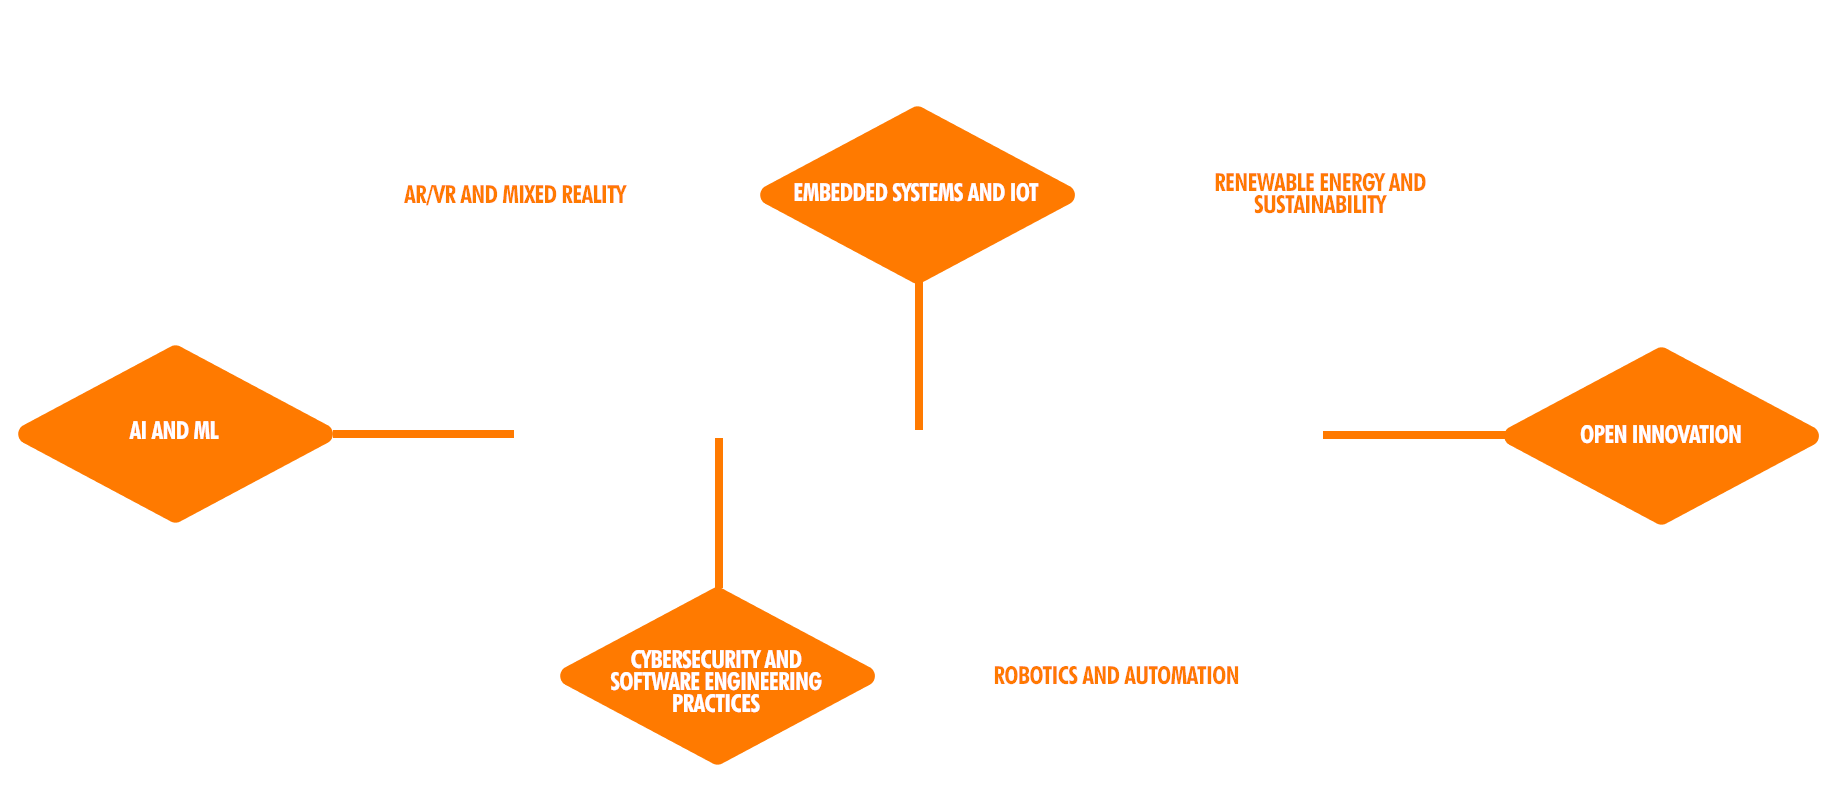 AR/VR AND MIXED REALITY
EMBEDDED SYSTEMS AND IOT
RENEWABLE ENERGY AND
SUSTAINABILITY
AI AND ML
OPEN INNOVATION
CYBERSECURITY AND
SOFTWARE ENGINEERING
PRACTICES
ROBOTICS AND AUTOMATION